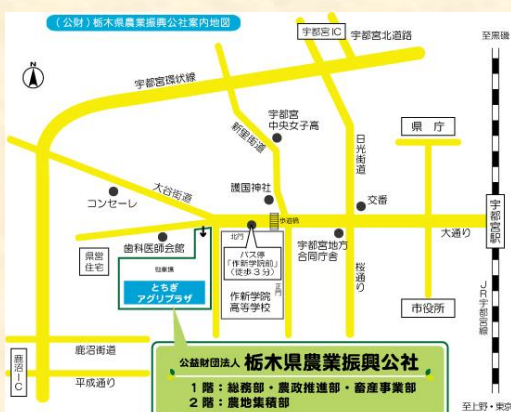 (公財)栃木県農業振興公社案内地図
宇都宮IC
宇都宮北道路
至黒磯
N
宇都宮環状線
宇都宮
中央女子高
新里街道
日光街道
県庁
大谷街道
護国神社
コンセーレ
交番
宇都宮駅
歩道橋
大通り
北門
歯科医師会館
バス停
「作新学院前」
(徒歩3分)
宇都宮地方
合同庁舎
桜通り
県営
住宅
駐車場
とちぎ
アグリプラザ
作新学院
高等学校
正門
市役所
JR宇都宮線
鹿沼街道
鹿沼IC
平成通り
公益財団法人 栃木県農業振興公社
1階:総務部・農政推進部・畜産事業部
2階:農地集積部
至上野・東京